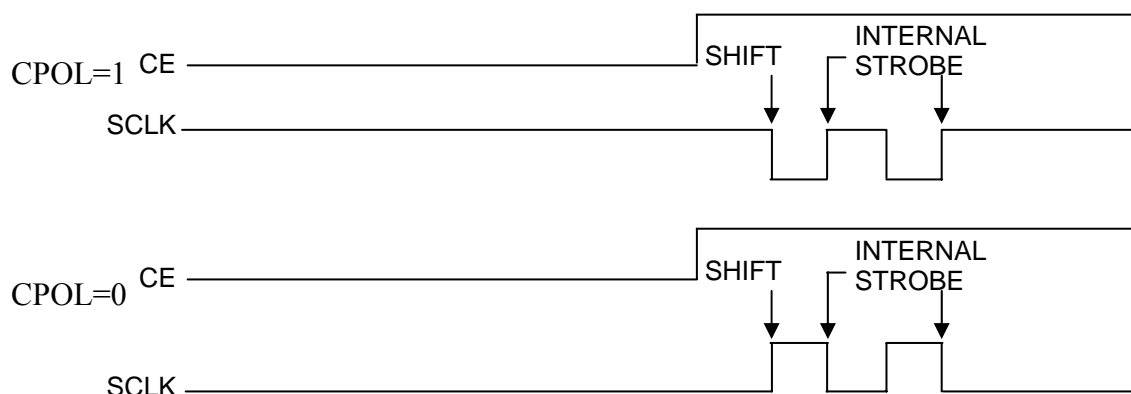 CPOL=1 CE
SHIFT
INTERNAL
STROBE
SCLK
CPOL=0 CE
SHIFT
INTERNAL
STROBE
SCLK